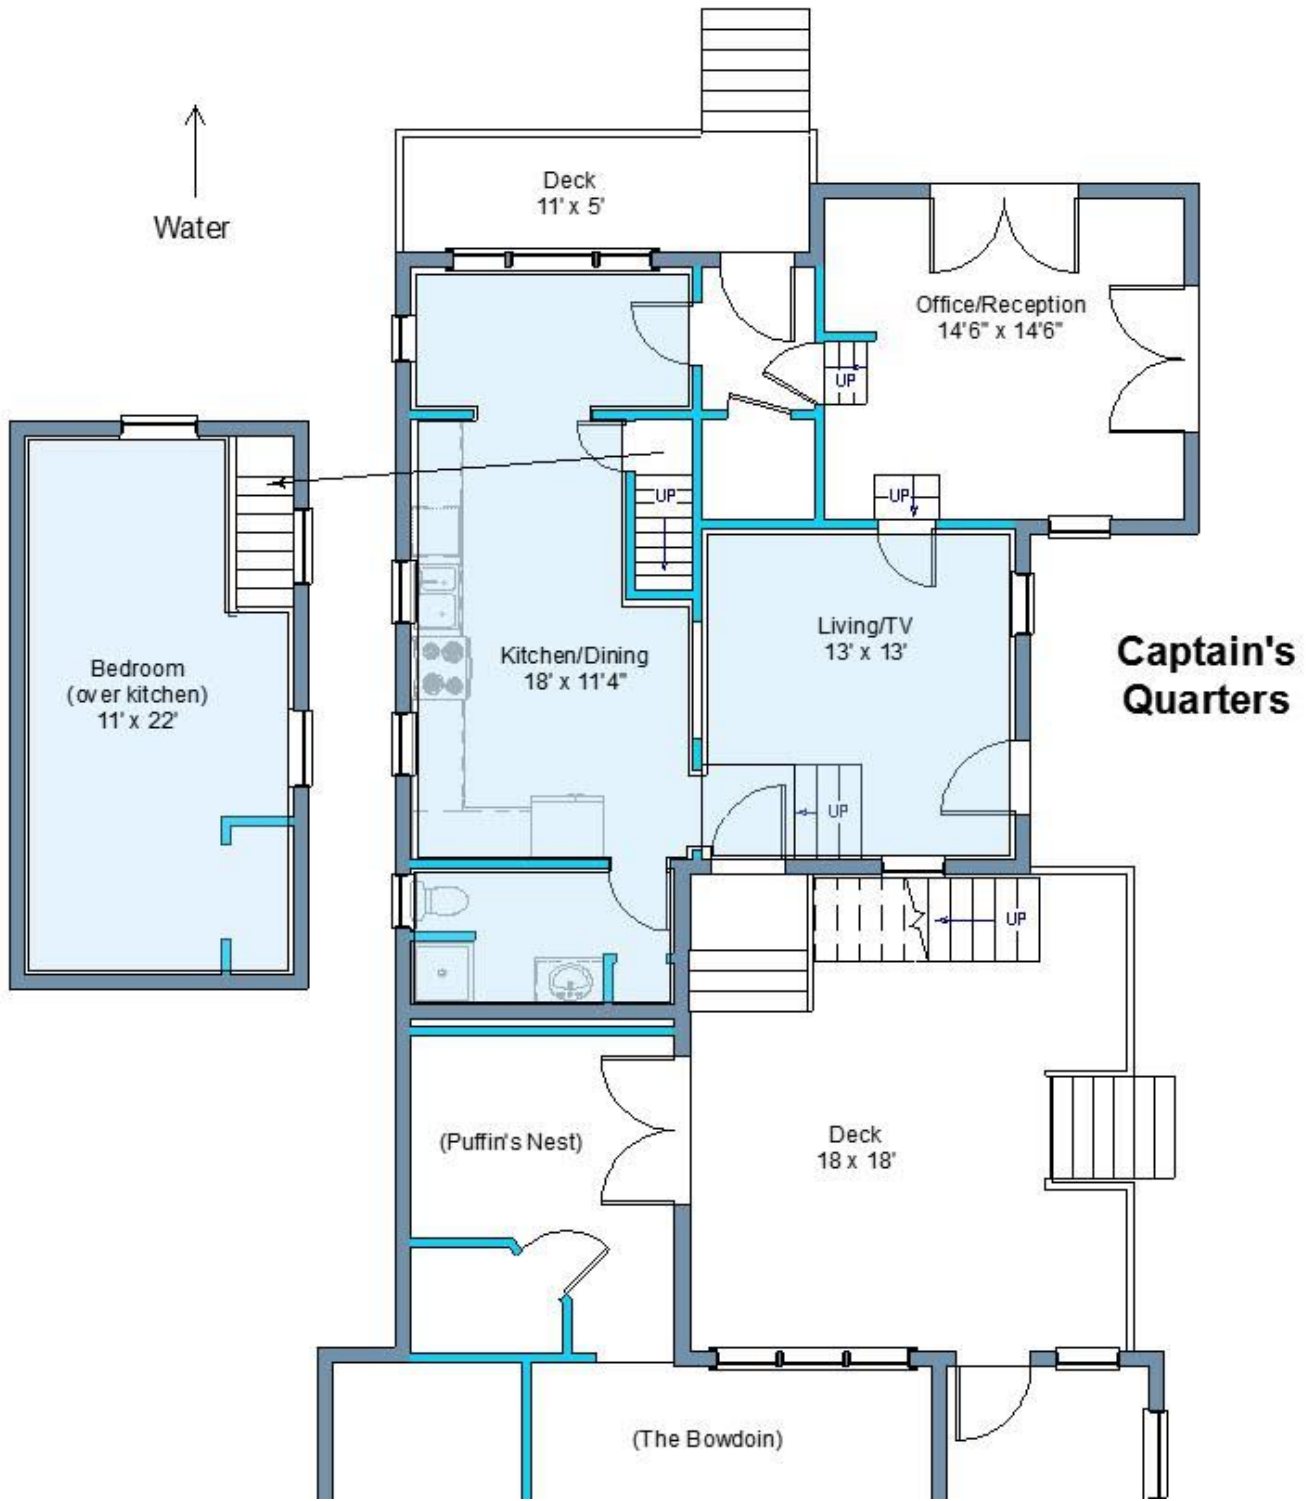 Water
Deck
11' x 5'
Office/Reception
14'6" x 14'6"
UP
UP
UP
Living/TV
13' x 13'
Kitchen/Dining
18' x 11'4"
Bedroom
(over kitchen)
11' x 22'
Captain's
Quarters
UP
UP
Deck
18 x 18'
(Puffin's Nest)
(The Bowdoin)